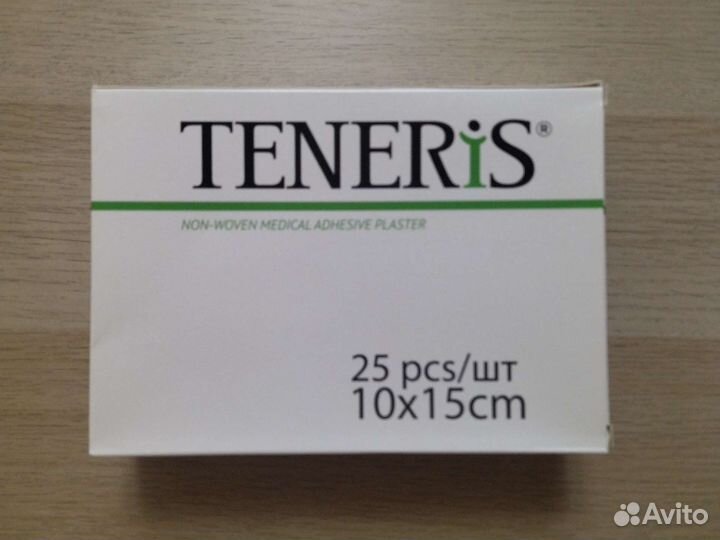 TENERiS®
NON-WOVEN MEDICAL ADHESIVE PLASTER
25 pcs/шт
10x15cm
Avito